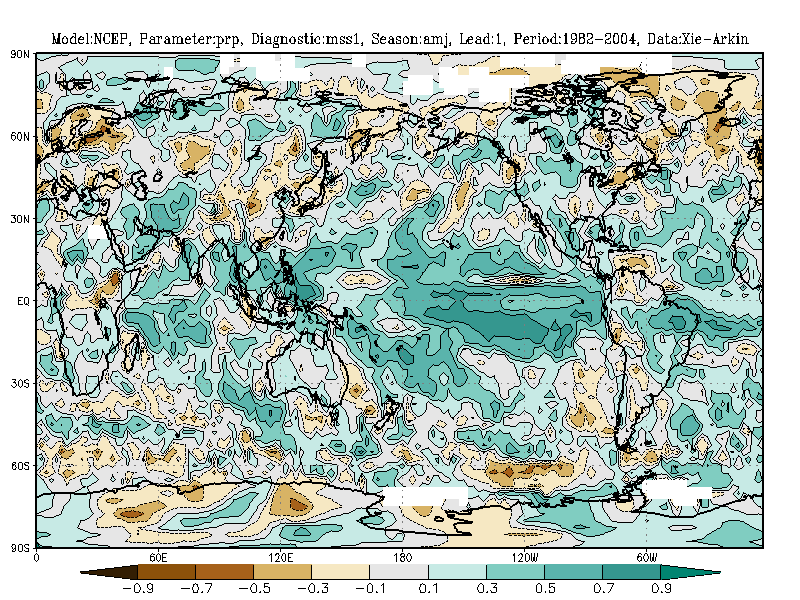 Model:NCEP, Parameter:prp, Diagnostic:mss1, Season:amj, Lead:1, Period:1982-2004, Data:Xie-Arkin
90N
60N
30N
EQ
30S
60S
90S
0 60E 120E 180 120W 60W
-0.9 -0.7 -0.5 -0.3 -0.1 0.1 0.3 0.5 0.7 0.9